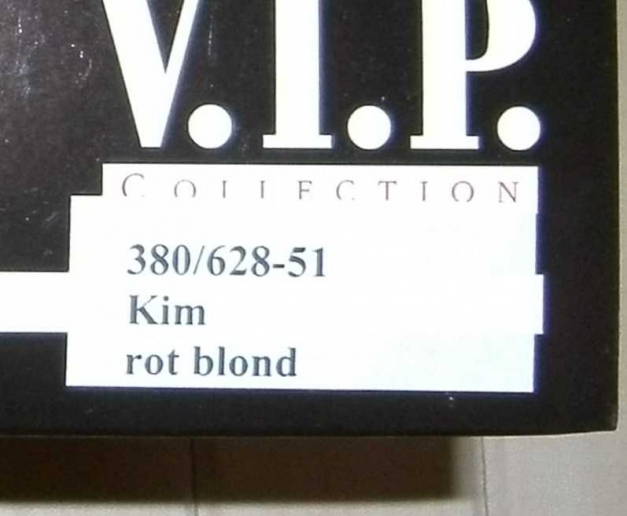 V.I.P.
COLLECTION
380/628-51
Kim
rot blond